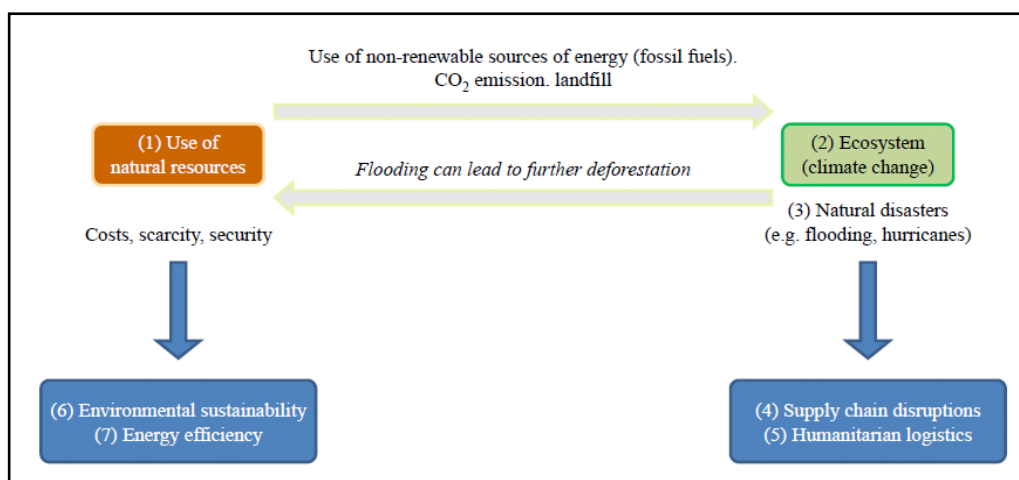 Use of non-renewable sources of energy (fossil fuels).
CO₂ emission. landfill
(1) Use of
natural resources
(2) Ecosystem
(climate change)
Flooding can lead to further deforestation
(3) Natural disasters
(e.g. flooding, hurricanes)
Costs, scarcity, security
(6) Environmental sustainability
(7) Energy efficiency
(4) Supply chain disruptions
(5) Humanitarian logistics